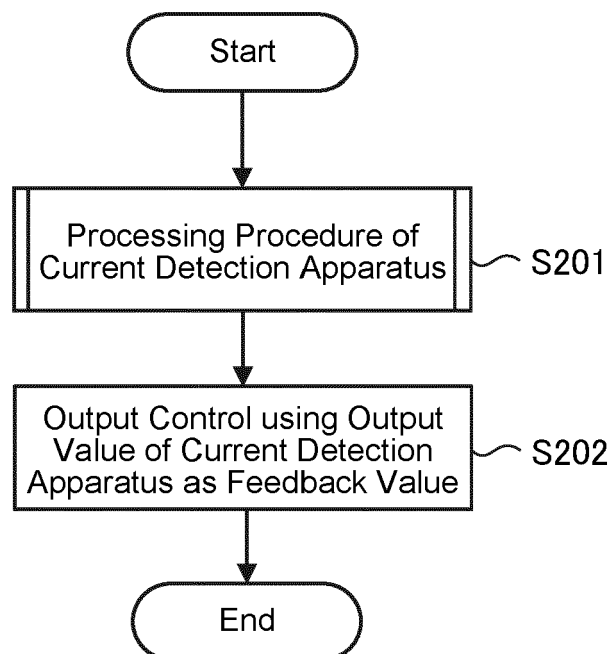 Start
Processing Procedure of
Current Detection Apparatus
S201
Output Control using Output
Value of Current Detection
Apparatus as Feedback Value
S202
End